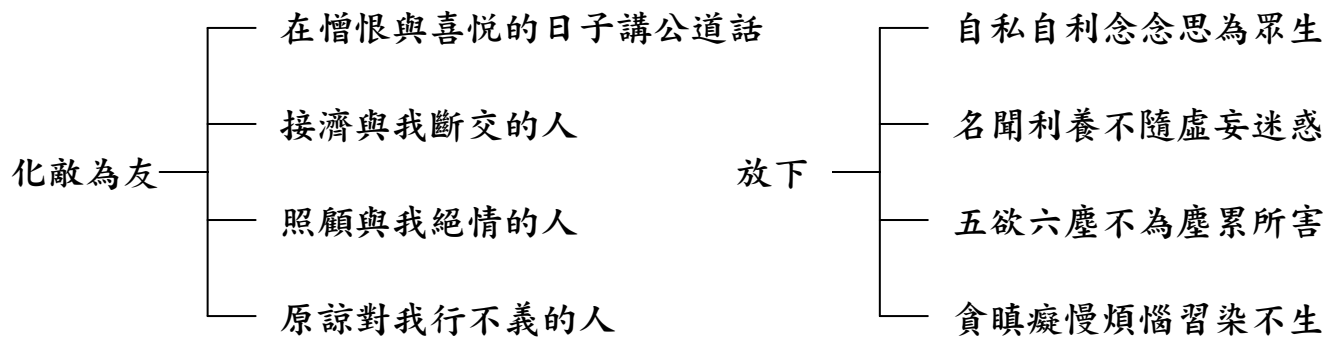 化敵為友
在憎恨與喜悅的日子講公道話
接濟與我斷交的人
照顧與我絕情的人
原諒對我行不義的人
放下
自私自利念念思為眾生
名聞利養不隨虛妄迷惑
五欲六塵不為塵累所害
貪瞋癡慢煩惱習染不生